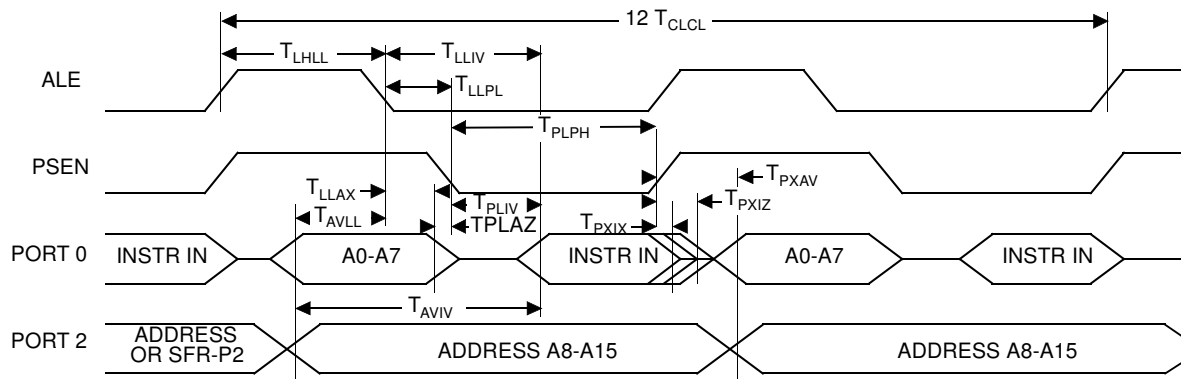 12 TCLCL
TLHLL
TLLIV
ALE
TLLPL
TPLPH
PSEN
TLLAX
TPLIV
TPXAV
TPXIZ
TAVLL
TPLAZ
TPXIX
PORT 0
INSTR IN
A0-A7
INSTR IN
A0-A7
INSTR IN
TAVIV
PORT 2
ADDRESS
OR SFR-P2
ADDRESS A8-A15
ADDRESS A8-A15